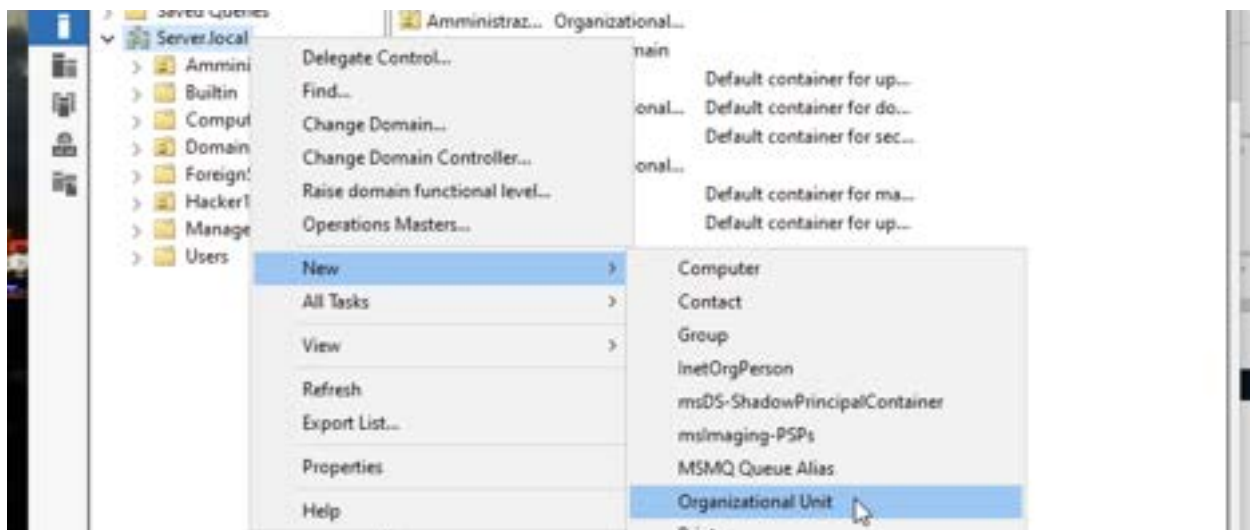 Saved Queries
Server.local
Ammini
Builtin
Comput
Domain
Foreign
Hacker1
Manage
Users
Amministraz... Organizational...
main
Default container for up...
onal... Default container for do...
Default container for sec...
onal...
Default container for ma...
Default container for up...
Delegate Control...
Find...
Change Domain...
Change Domain Controller...
Raise domain functional level...
Operations Masters...
New
All Tasks
View
Refresh
Export List...
Properties
Help
Computer
Contact
Group
InetOrgPerson
msDS-ShadowPrincipalContainer
msImaging-PSPs
MSMQ Queue Alias
Organizational Unit